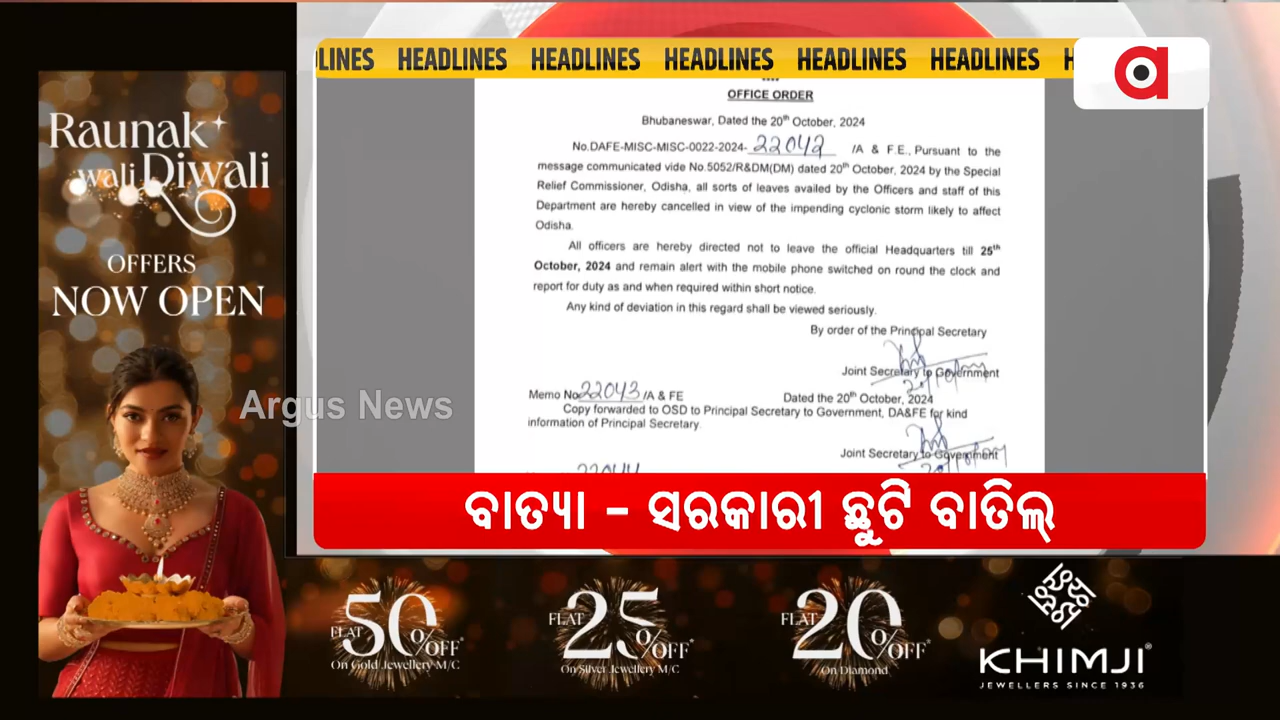 HEADLINES HEADLINES HEADLINES HEADLINES HEADLINES
OFFICE ORDER
Bhubaneswar, Dated the 20th October, 2024
No.DAFE-MISC-MISC-0022-2024-22042 /A & F.E., Pursuant to the
message communicated vide No.5052/R&DM(DM) dated 20th October, 2024 by the Special
Relief Commissioner, Odisha, all sorts of leaves availed by the Officers and staff of this
Department are hereby cancelled in view of the impending cyclonic storm likely to affect
Odisha.
All officers are hereby directed not to leave the official Headquarters till 25th
October, 2024 and remain alert with the mobile phone switched on round the clock and
report for duty as and when required within short notice.
Any kind of deviation in this regard shall be viewed seriously.
By order of the Principal Secretary
Joint Secretary to Government
Memo No 22043 /A & FE Dated the 20th October, 2024
Copy forwarded to OSD to Principal Secretary to Government, DA&FE for kind
information of Principal Secretary.
Joint Secretary to Government
Argus News
ବାତ୍ୟା - ସରକାରୀ ଛୁଟି ବାତିଲ୍
Raunak
wali Diwali
OFFERS
NOW OPEN
FLAT 50% OFF*
On Gold Jewellery M/C
FLAT 25% OFF*
On Silver Jewellery M/C
FLAT 20% OFF*
On Diamond
KHIMJI®
JEWELLERS SINCE 1936